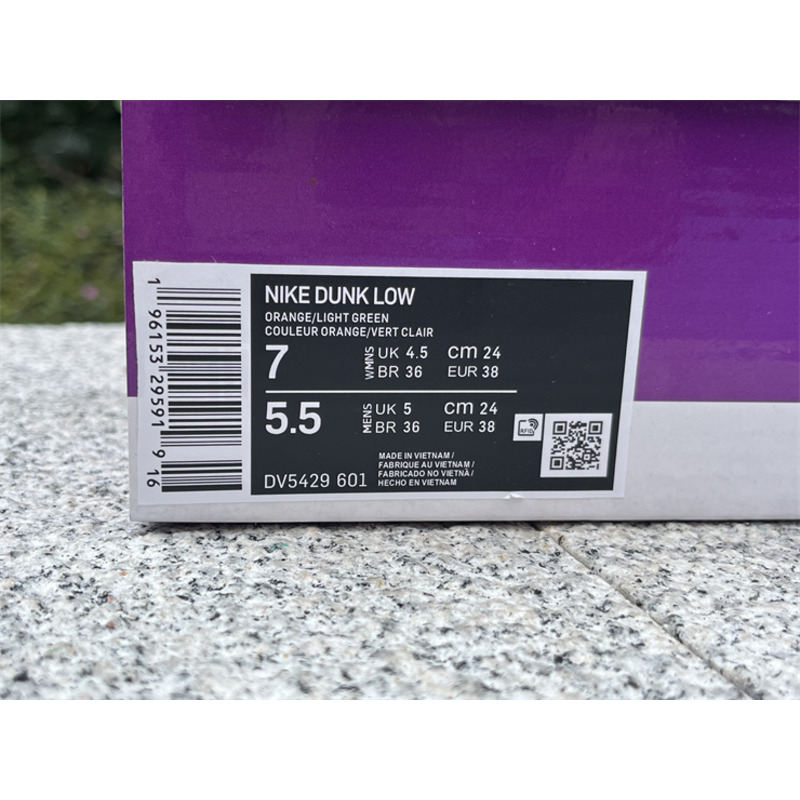 1 96153 29591 9 16
NIKE DUNK LOW
ORANGE/LIGHT GREEN
COULEUR ORANGE/VERT CLAIR
7 WMNS UK 4.5 cm 24
BR 36 EUR 38
5.5 MENS UK 5 cm 24
BR 36 EUR 38
RFID
MADE IN VIETNAM /
FABRIQUE AU VIETNAM /
FABRICADO NO VIETNÃ /
HECHO EN VIETNAM
DV5429 601